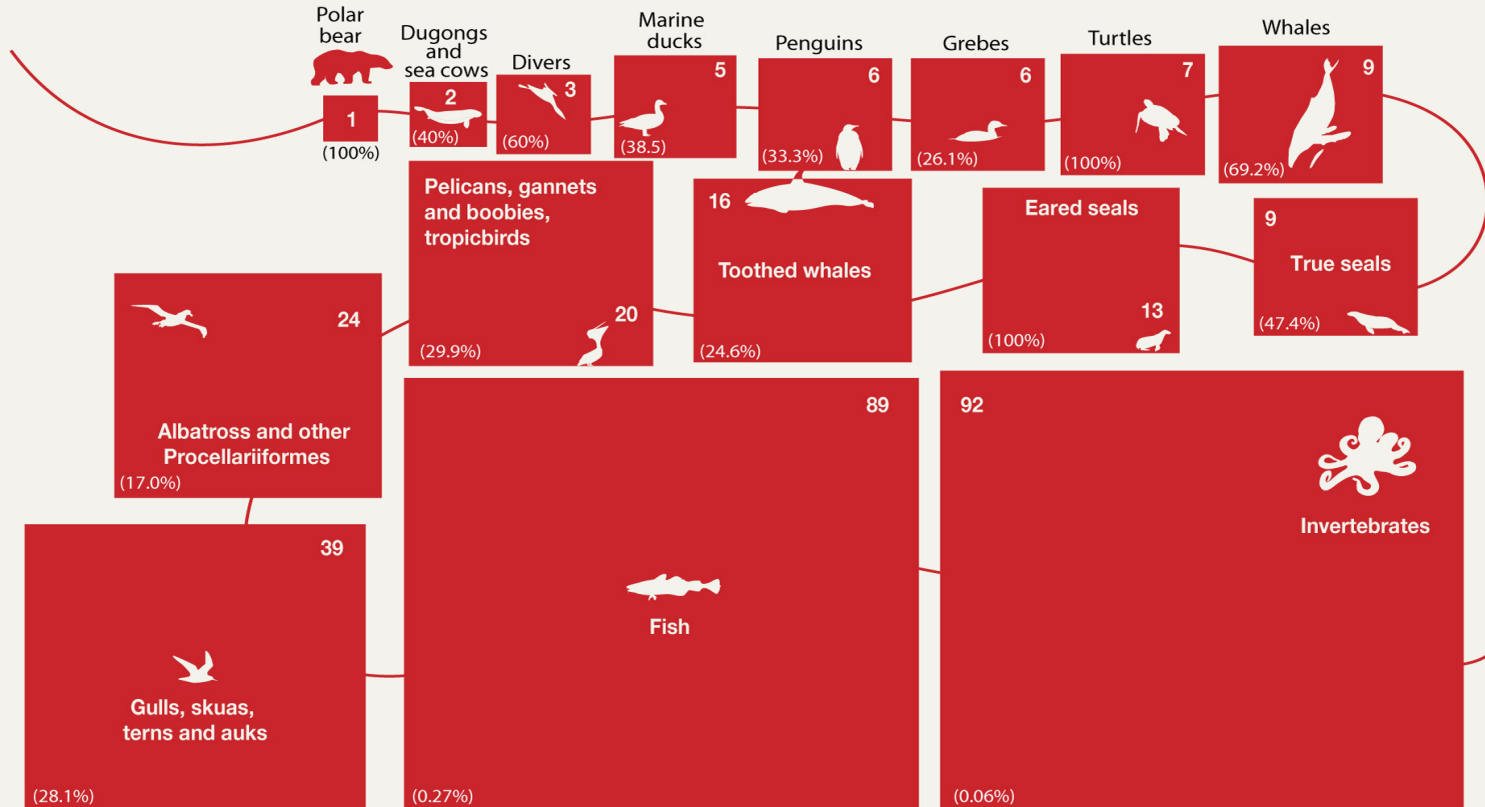 Polar
bear
1
(100%)
Dugongs
and
sea cows
2
(40%)
Divers
3
(60%)
Marine
ducks
5
(38.5)
Penguins
6
(33.3%)
Grebes
6
(26.1%)
Turtles
7
(100%)
Whales
9
(69.2%)
9
True seals
(47.4%)
Eared seals
13
(100%)
16
Toothed whales
(24.6%)
Pelicans, gannets
and boobies,
tropicbirds
20
(29.9%)
24
Albatross and other
Procellariiformes
(17.0%)
39
Gulls, skuas,
terns and auks
(28.1%)
89
Fish
(0.27%)
92
Invertebrates
(0.06%)